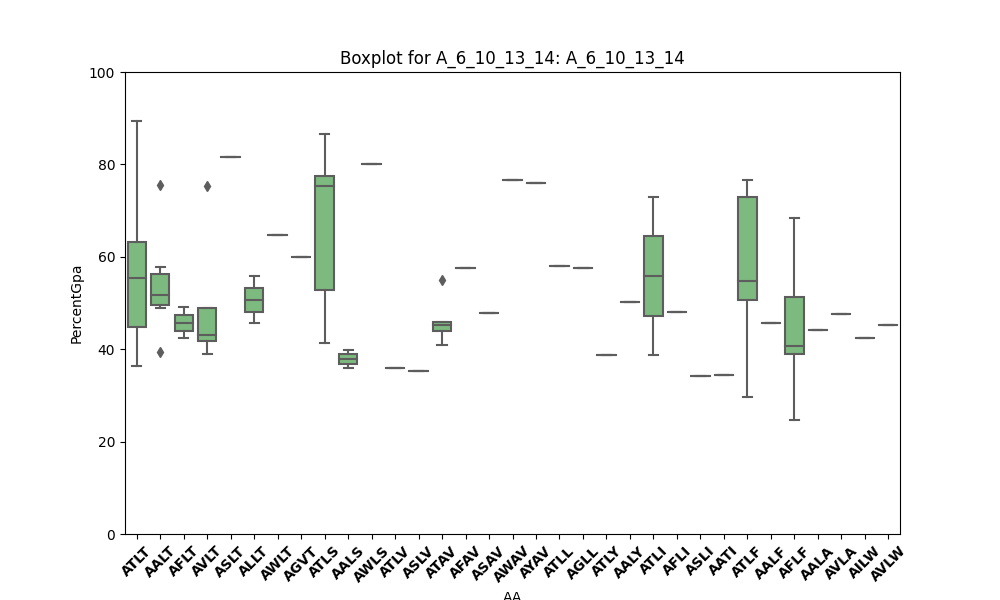 Boxplot for A_6_10_13_14: A_6_10_13_14
100
80
60
40
20
0
PercentGpa
ATLT AALT AFLT AVLT ASLT ALLT AWLT AGVT ATLS AALS AWLS ATLV ASLV ATAV AFAV ASAV AWAV AYAV ATLL AGLL ATLY AALY ATLI AFLI ASLI AATI ATLF AALF AFLF AALA AVLA AILW AVLW
AA